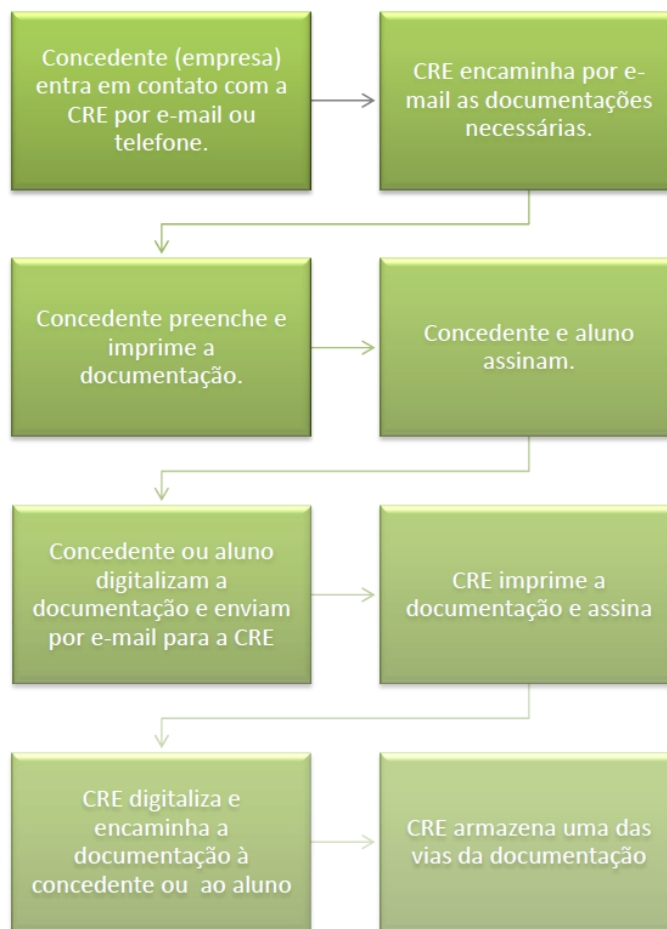 Concedente (empresa)
entra em contato com a
CRE por e-mail ou
telefone.
CRE encaminha por e-
mail as documentações
necessárias.
Concedente preenche e
imprime a
documentação.
Concedente e aluno
assinam.
Concedente ou aluno
digitalizam a
documentação e enviam
por e-mail para a CRE
CRE imprime a
documentação e assina
CRE digitaliza e
encaminha a
documentação à
concedente ou ao aluno
CRE armazena uma das
vias da documentação